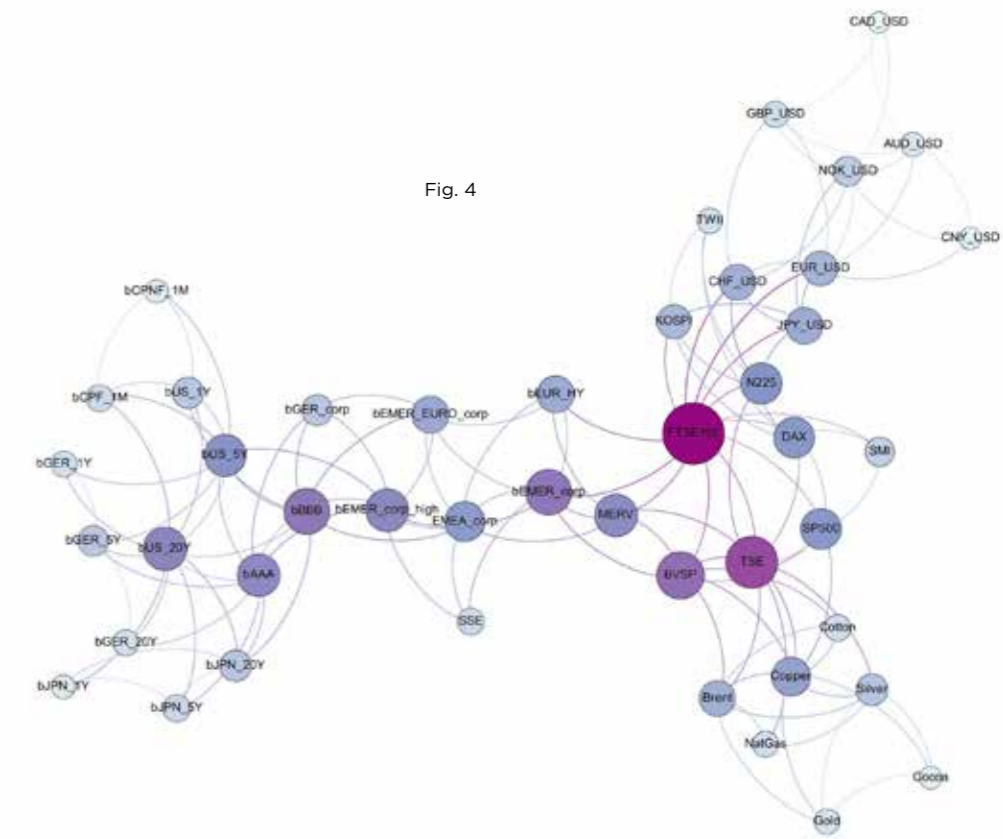 CAD_USD
GBP_USD
AUD_USD
NOK_USD
Fig. 4
TWII
CNY_USD
EUR_USD
CHF_USD
bCPNF_1M
KOSPI
JPY_USD
N225
bUS_1Y
bEUR_HY
bCPF_1M
bGER_corp
bEMER_EURO_corp
FTSE100
DAX
SMI
bUS_5Y
bGER_1Y
bEMER_corp
bBBB
bEMER_corp_high
EMEA_corp
MERV
SP500
bGER_5Y
bUS_20Y
TSE
bAAA
BVSP
SSE
Cotton
bGER_20Y
bJPN_20Y
Copper
bJPN_1Y
Silver
Brent
bJPN_5Y
NatGas
Cocoa
Gold